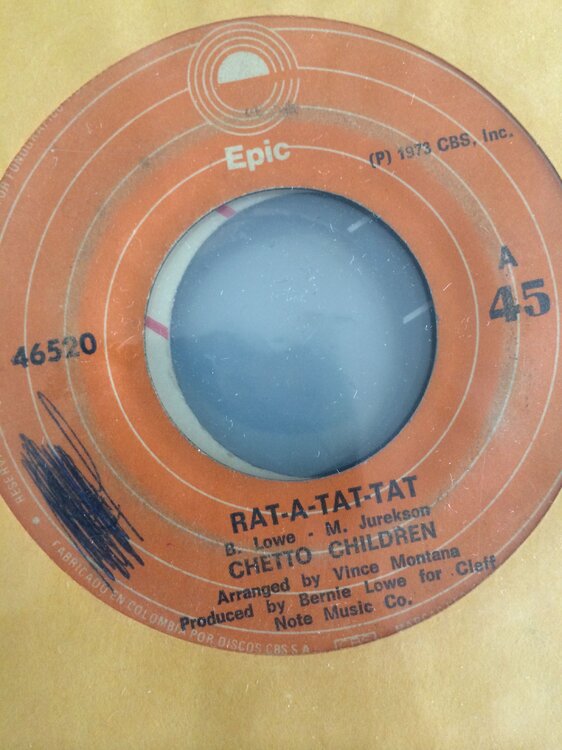 Epic
(P) 1973 CBS, Inc.
A
45
46520
RAT-A-TAT-TAT
B. Lowe - M. Jurekson
CHETTO CHILDREN
Arranged by Vince Montana
Produced by Bernie Lowe for Cleff
Note Music Co.
FABRICADO EN COLOMBIA POR DISCOS CBS S.A.